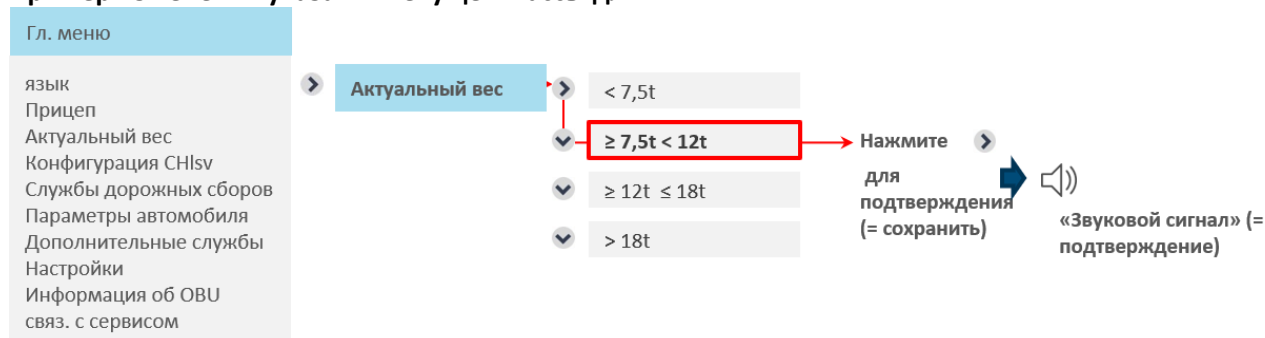 Гл. меню
язык
Прицеп
Актуальный вес
Конфигурация CHlsv
Службы дорожных сборов
Параметры автомобиля
Дополнительные службы
Настройки
Информация об OBU
связ. с сервисом
Актуальный вес
< 7,5t
≥ 7,5t < 12t
≥ 12t ≤ 18t
> 18t
Нажмите
для
подтверждения
(= сохранить)
«Звуковой сигнал» (=
подтверждение)